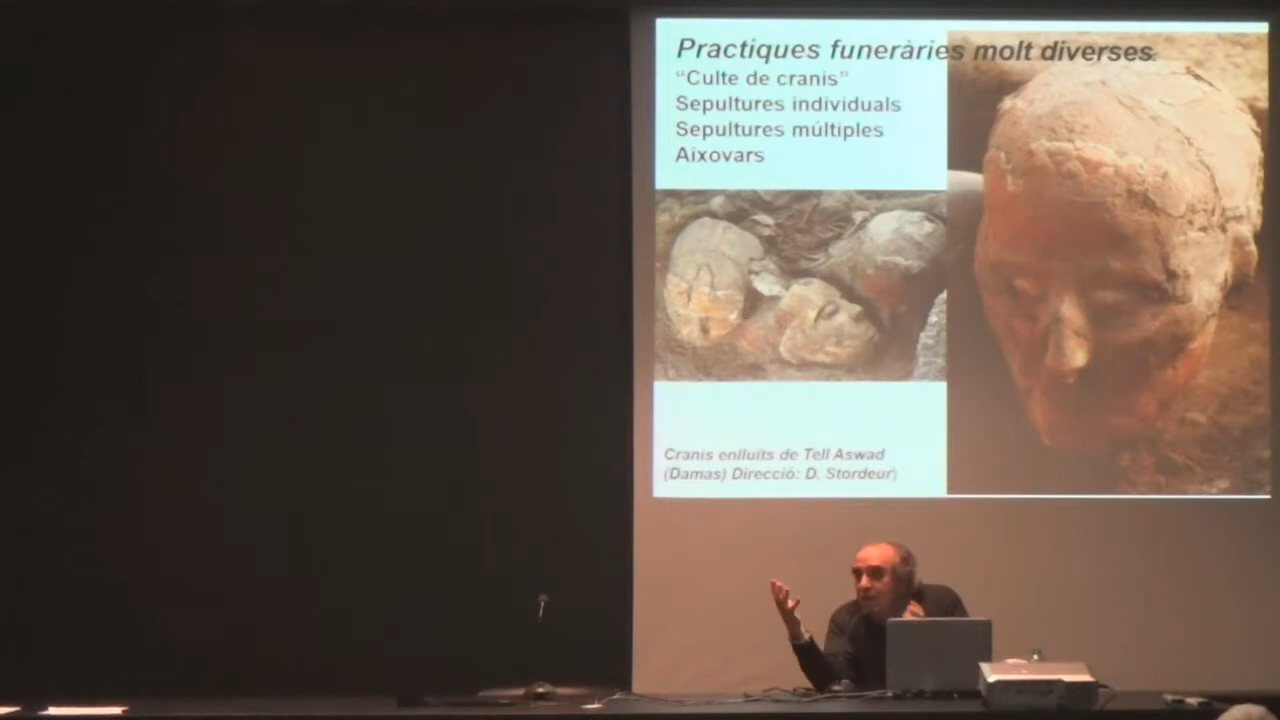 Practiques funeràries molt diverses
“Culte de cranis”
Sepultures individuals
Sepultures múltiples
Aixovars
Cranis enlluïts de Tell Aswad
(Damas) Direcció: D. Stordeur)